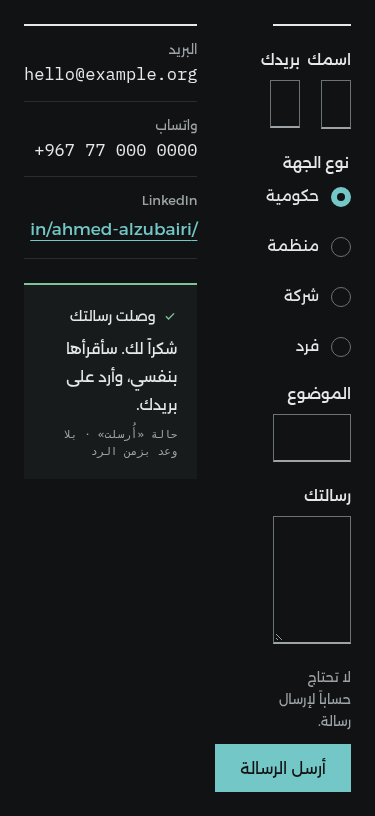 اسمك
بريدك
نوع الجهة
حكومية
منظمة
شركة
فرد
الموضوع
رسالتك
لا تحتاج
حساباً لإرسال
رسالة.
أرسل الرسالة
البريد
hello@example.org
واتساب
+967 77 000 0000
LinkedIn
in/ahmed-alzubairi/
✓ وصلت رسالتك
شكراً لك. سأقرأها
بنفسي، وأرد على
بريدك.
حالة «أُرسلت» · بلا
وعد بزمن الرد